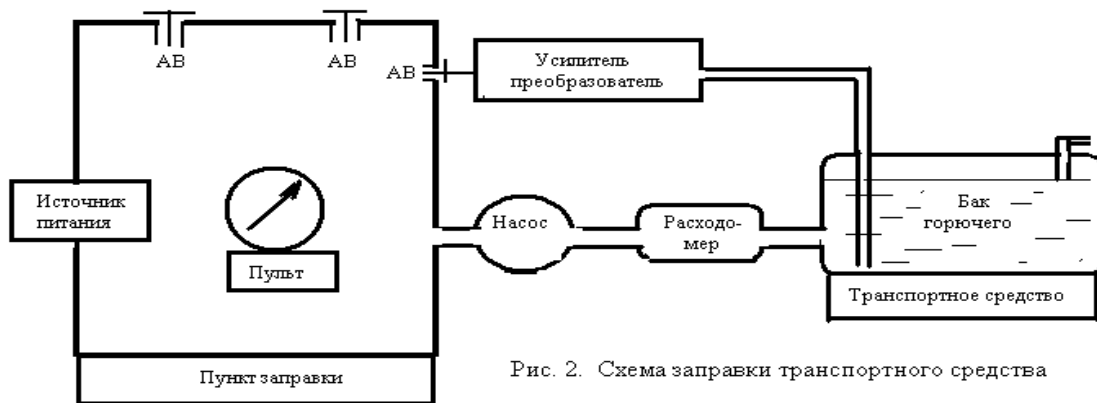 АВ
АВ
АВ
Усилитель
преобразователь
Источник
питания
Пульт
Насос
Расходо-
мер
Бак
горючего
Транспортное средство
Пункт заправки
Рис. 2. Схема заправки транспортного средства